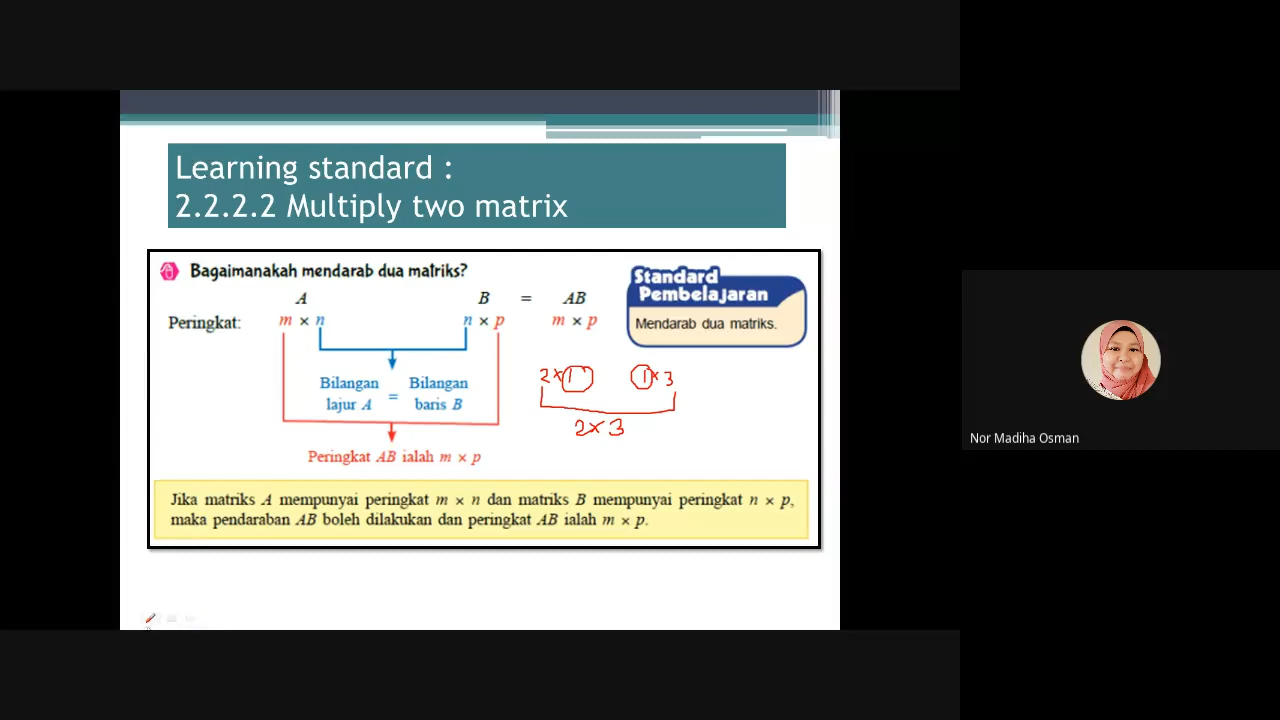 Learning standard :
2.2.2.2 Multiply two matrix
Bagaimanakah mendarab dua matriks?
A B = AB
Peringkat: m × n n × p m × p
Standard
Pembelajaran
Mendarab dua matriks.
Bilangan lajur A = Bilangan baris B
2×1 1×3
2×3
Peringkat AB ialah m × p
Jika matriks A mempunyai peringkat m × n dan matriks B mempunyai peringkat n × p,
maka pendaraban AB boleh dilakukan dan peringkat AB ialah m × p.
Nor Madiha Osman